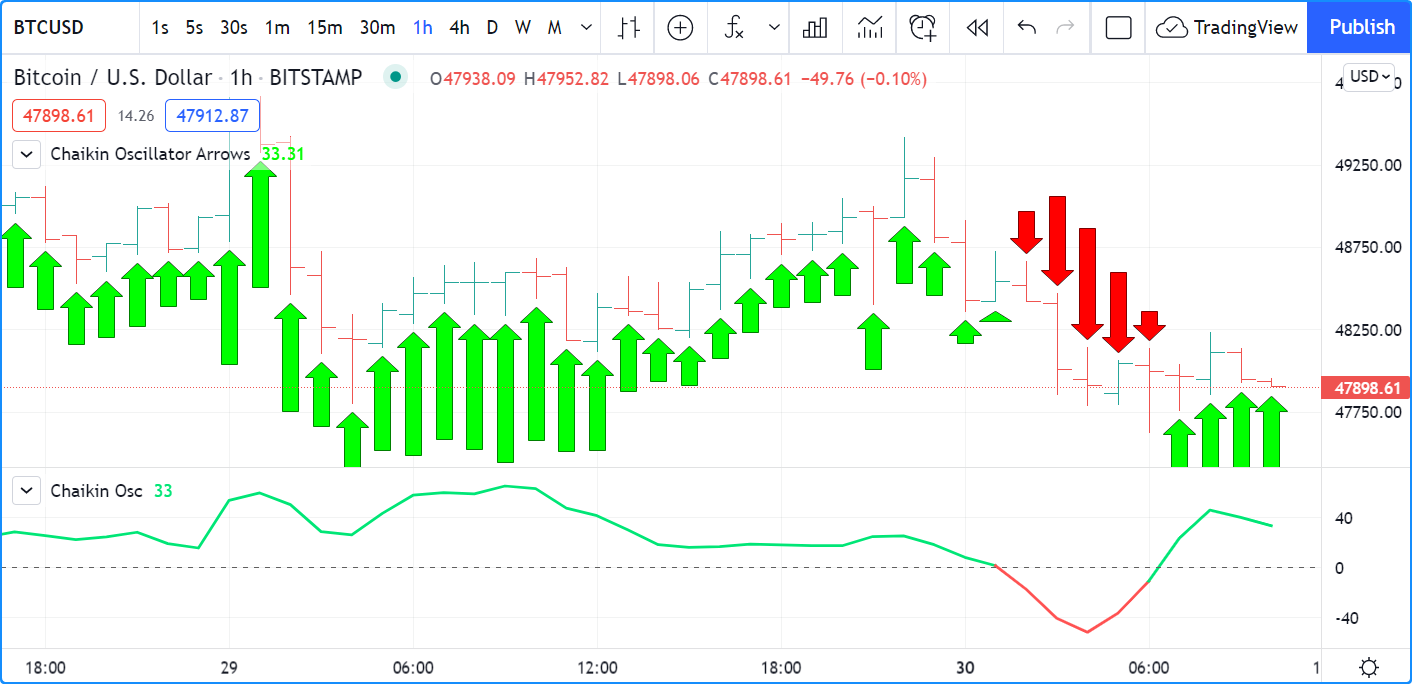 BTCUSD 1s 5s 30s 1m 15m 30m 1h 4h D W M TradingView Publish
Bitcoin / U.S. Dollar · 1h · BITSTAMP O47938.09 H47952.82 L47898.06 C47898.61 −49.76 (−0.10%) USD
47898.61 14.26 47912.87
Chaikin Oscillator Arrows 33.31
49250.00
48750.00
48250.00
47898.61
47750.00
Chaikin Osc 33
40
0
-40
18:00 29 06:00 12:00 18:00 30 06:00 1